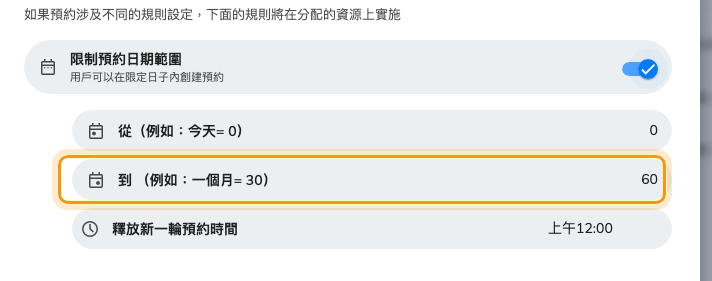 如果預約涉及不同的規則設定，下面的規則將在分配的資源上實施
限制預約日期範圍
用戶可以在限定日子內創建預約
從（例如：今天= 0） 0
到 （例如：一個月= 30） 60
釋放新一輪預約時間 上午12:00